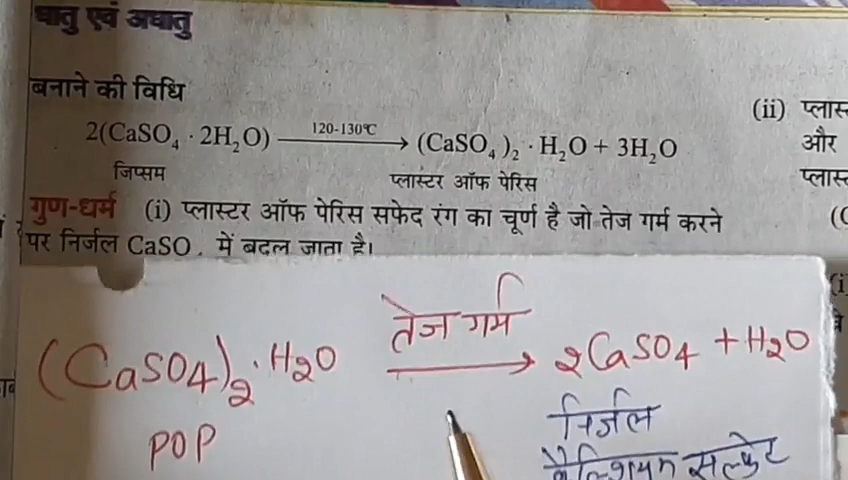 धातु एवं अधातु
बनाने की विधि
2(CaSO₄ · 2H₂O) 120-130°C → (CaSO₄)₂ · H₂O + 3H₂O
जिप्सम प्लास्टर ऑफ पेरिस
गुण-धर्म (i) प्लास्टर ऑफ पेरिस सफेद रंग का चूर्ण है जो तेज गर्म करने
पर निर्जल CaSO₄ में बदल जाता है।
(ii) प्लास्
और
प्लास्
तेज गर्म
(CaSO4)₂ · H₂O → 2CaSO4 + H₂O
POP
निर्जल
कैल्शियम सल्फेट